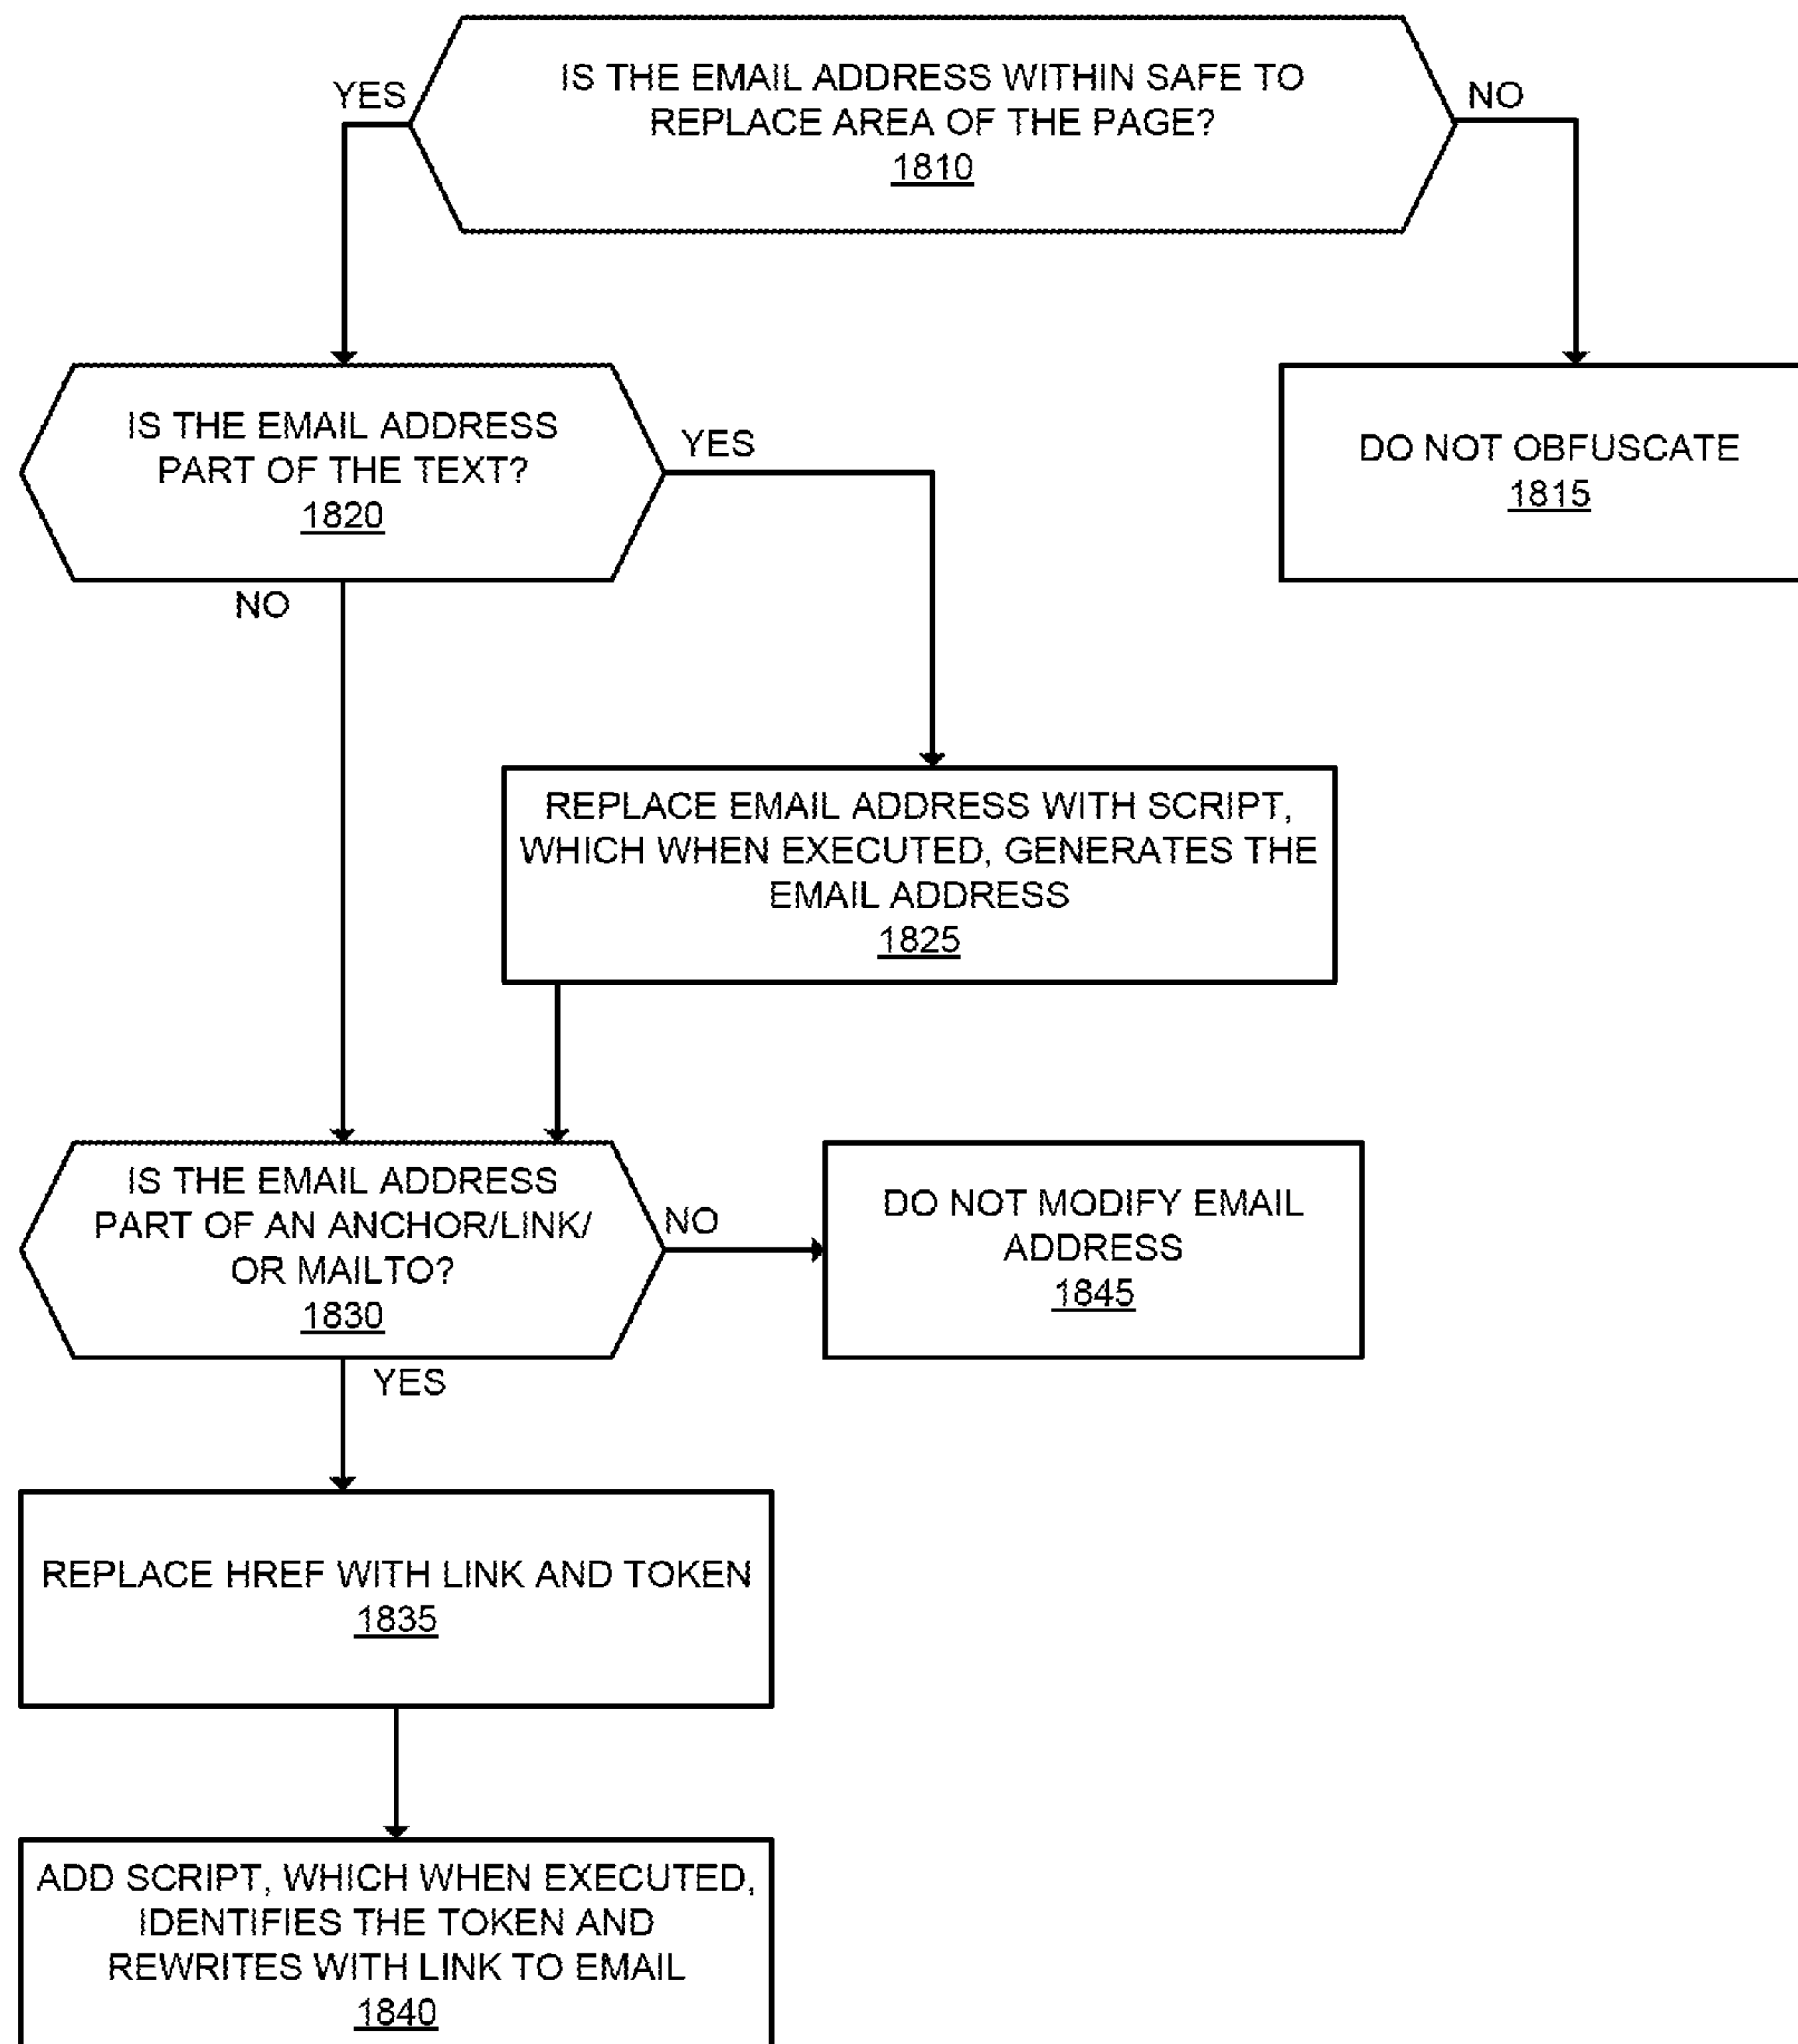 IS THE EMAIL ADDRESS WITHIN SAFE TO
REPLACE AREA OF THE PAGE?
1810
YES
NO
IS THE EMAIL ADDRESS
PART OF THE TEXT?
1820
YES
NO
DO NOT OBFUSCATE
1815
REPLACE EMAIL ADDRESS WITH SCRIPT,
WHICH WHEN EXECUTED, GENERATES THE
EMAIL ADDRESS
1825
IS THE EMAIL ADDRESS
PART OF AN ANCHOR/LINK/
OR MAILTO?
1830
NO
YES
DO NOT MODIFY EMAIL
ADDRESS
1845
REPLACE HREF WITH LINK AND TOKEN
1835
ADD SCRIPT, WHICH WHEN EXECUTED,
IDENTIFIES THE TOKEN AND
REWRITES WITH LINK TO EMAIL
1840